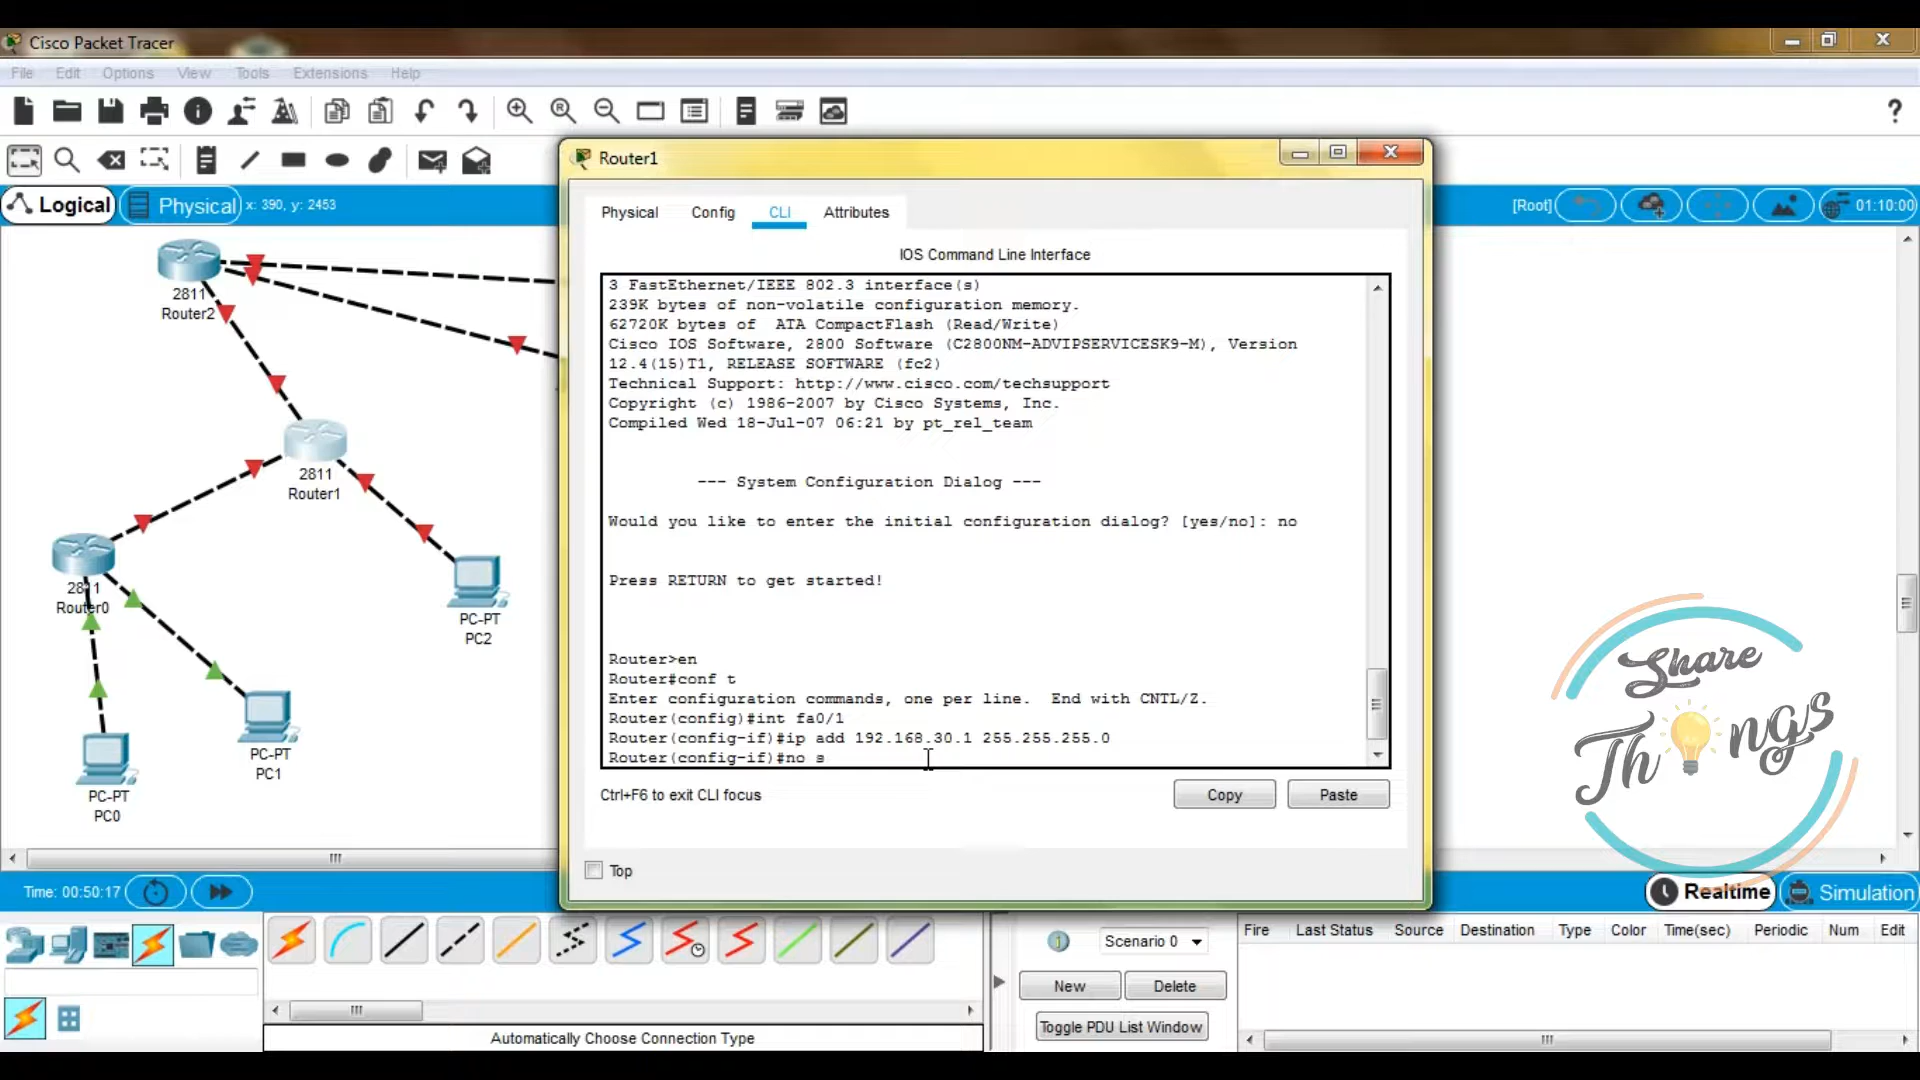 Cisco Packet Tracer
File Edit Options View Tools Extensions Help
Logical Physical x: 390, y: 2453
[Root] 01:10:00
2811
Router2
2811
Router1
2811
Router0
PC-PT
PC2
PC-PT
PC1
PC-PT
PC0
Router1
Physical Config CLI Attributes
IOS Command Line Interface
3 FastEthernet/IEEE 802.3 interface(s)
239K bytes of non-volatile configuration memory.
62720K bytes of ATA CompactFlash (Read/Write)
Cisco IOS Software, 2800 Software (C2800NM-ADVIPSERVICESK9-M), Version
12.4(15)T1, RELEASE SOFTWARE (fc2)
Technical Support: http://www.cisco.com/techsupport
Copyright (c) 1986-2007 by Cisco Systems, Inc.
Compiled Wed 18-Jul-07 06:21 by pt_rel_team
--- System Configuration Dialog ---
Would you like to enter the initial configuration dialog? [yes/no]: no
Press RETURN to get started!
Router>en
Router#conf t
Enter configuration commands, one per line. End with CNTL/Z.
Router(config)#int fa0/1
Router(config-if)#ip add 192.168.30.1 255.255.255.0
Router(config-if)#no s
Ctrl+F6 to exit CLI focus
Copy Paste
Top
Share
Things
Time: 00:50:17
Realtime Simulation
Scenario 0
New Delete
Toggle PDU List Window
Fire Last Status Source Destination Type Color Time(sec) Periodic Num Edit
Automatically Choose Connection Type